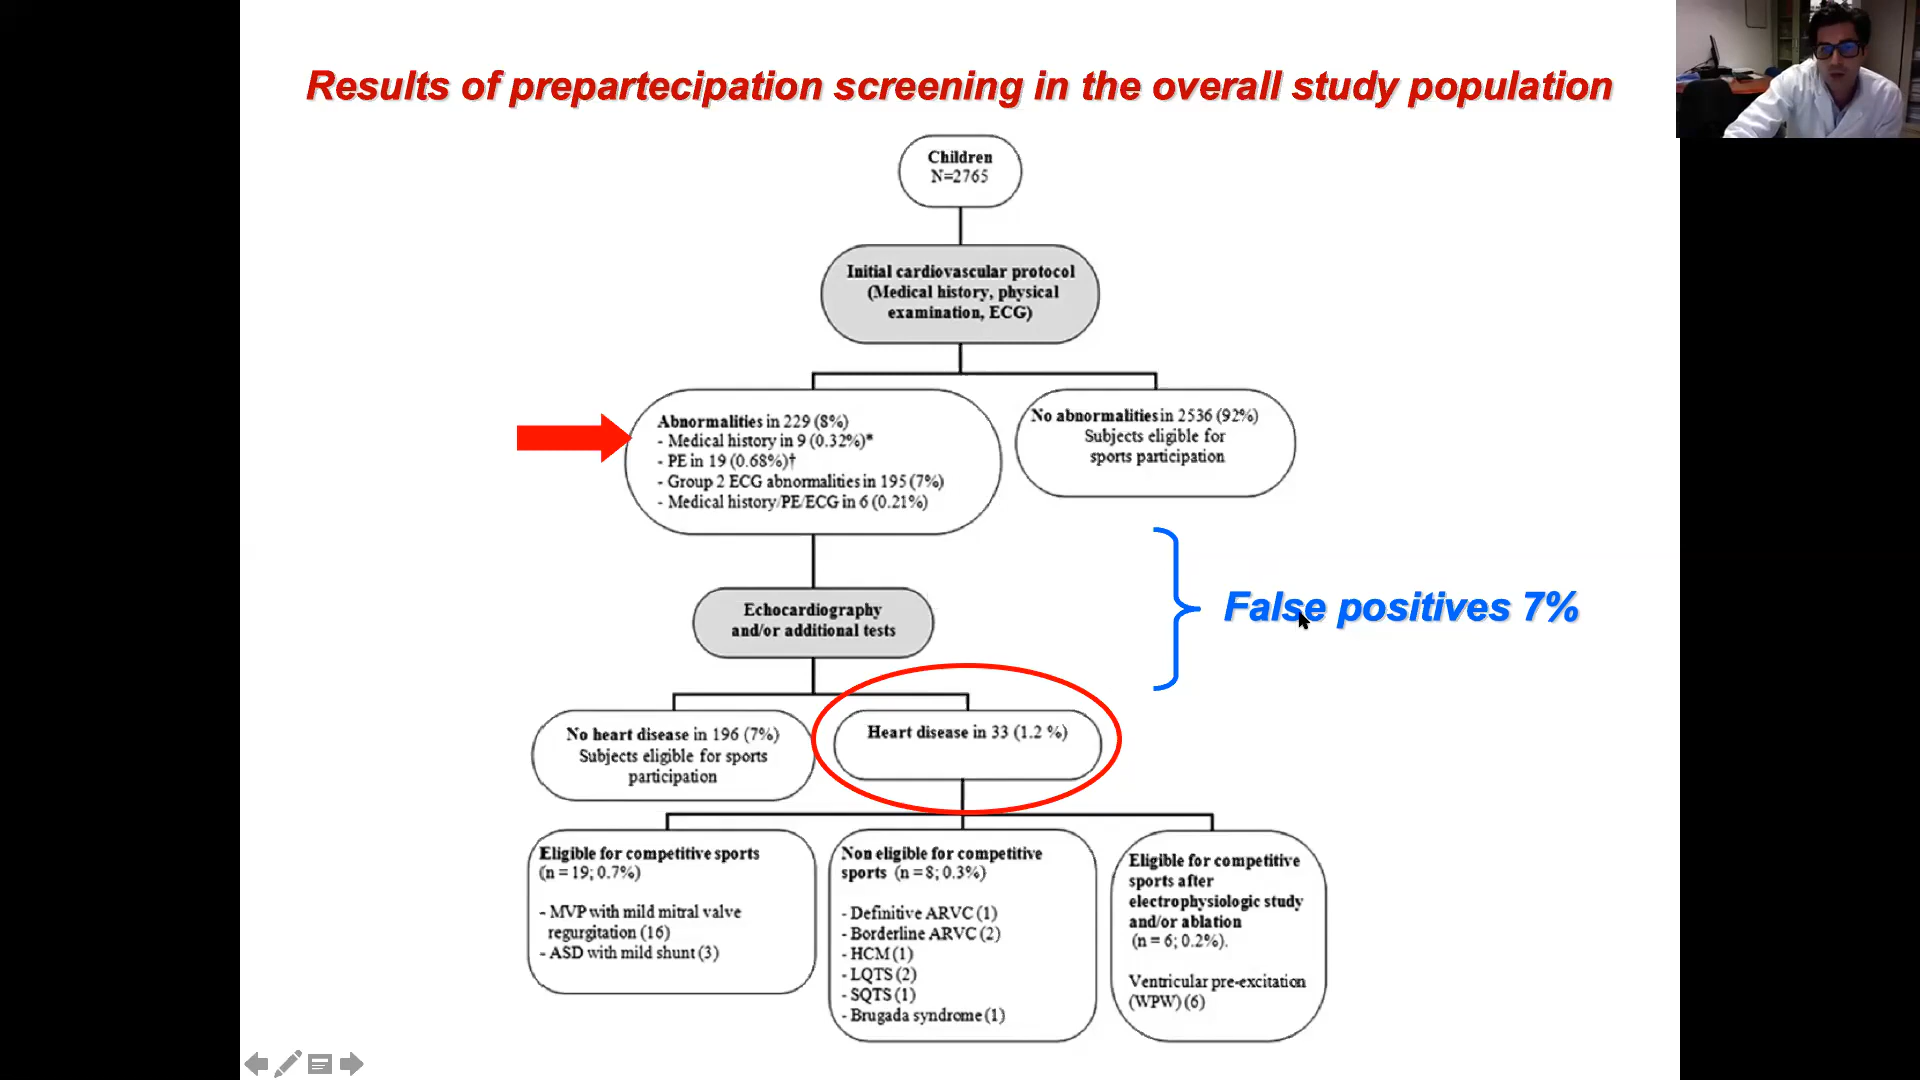 Results of prepartecipation screening in the overall study population
Children
N=2765
Initial cardiovascular protocol
(Medical history, physical
examination, ECG)
Abnormalities in 229 (8%)
- Medical history in 9 (0.32%)*
- PE in 19 (0.68%)†
- Group 2 ECG abnormalities in 195 (7%)
- Medical history/PE/ECG in 6 (0.21%)
No abnormalities in 2536 (92%)
Subjects eligible for
sports participation
False positives 7%
Echocardiography
and/or additional tests
No heart disease in 196 (7%)
Subjects eligible for sports
participation
Heart disease in 33 (1.2 %)
Eligible for competitive sports
(n = 19; 0.7%)
- MVP with mild mitral valve
regurgitation (16)
- ASD with mild shunt (3)
Non eligible for competitive
sports (n = 8; 0.3%)
- Definitive ARVC (1)
- Borderline ARVC (2)
- HCM (1)
- LQTS (2)
- SQTS (1)
- Brugada syndrome (1)
Eligible for competitive
sports after
electrophysiologic study
and/or ablation
(n = 6; 0.2%).
Ventricular pre-excitation
(WPW) (6)